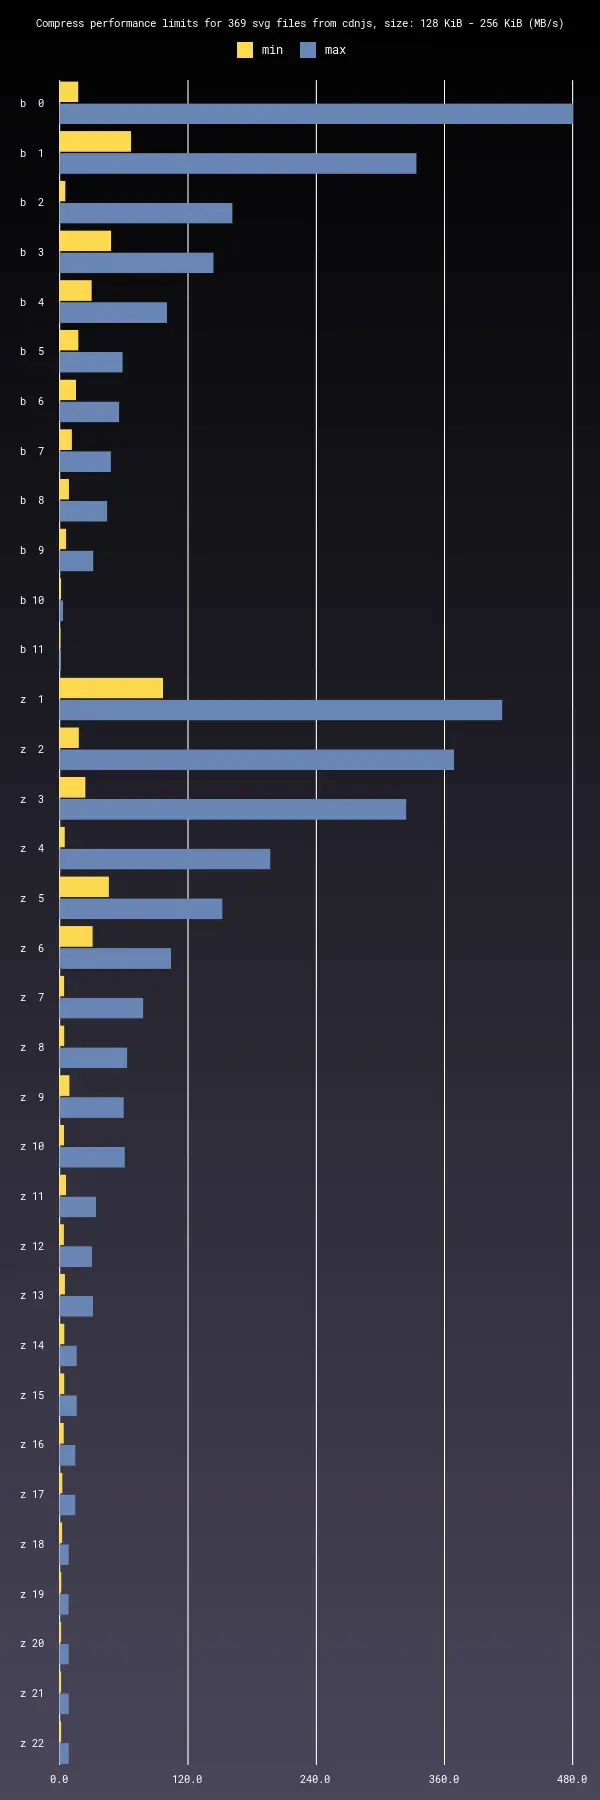 Compress performance limits for 369 svg files from cdnjs, size: 128 KiB - 256 KiB (MB/s)
min max
b 0
b 1
b 2
b 3
b 4
b 5
b 6
b 7
b 8
b 9
b 10
b 11
z 1
z 2
z 3
z 4
z 5
z 6
z 7
z 8
z 9
z 10
z 11
z 12
z 13
z 14
z 15
z 16
z 17
z 18
z 19
z 20
z 21
z 22
0.0 120.0 240.0 360.0 480.0